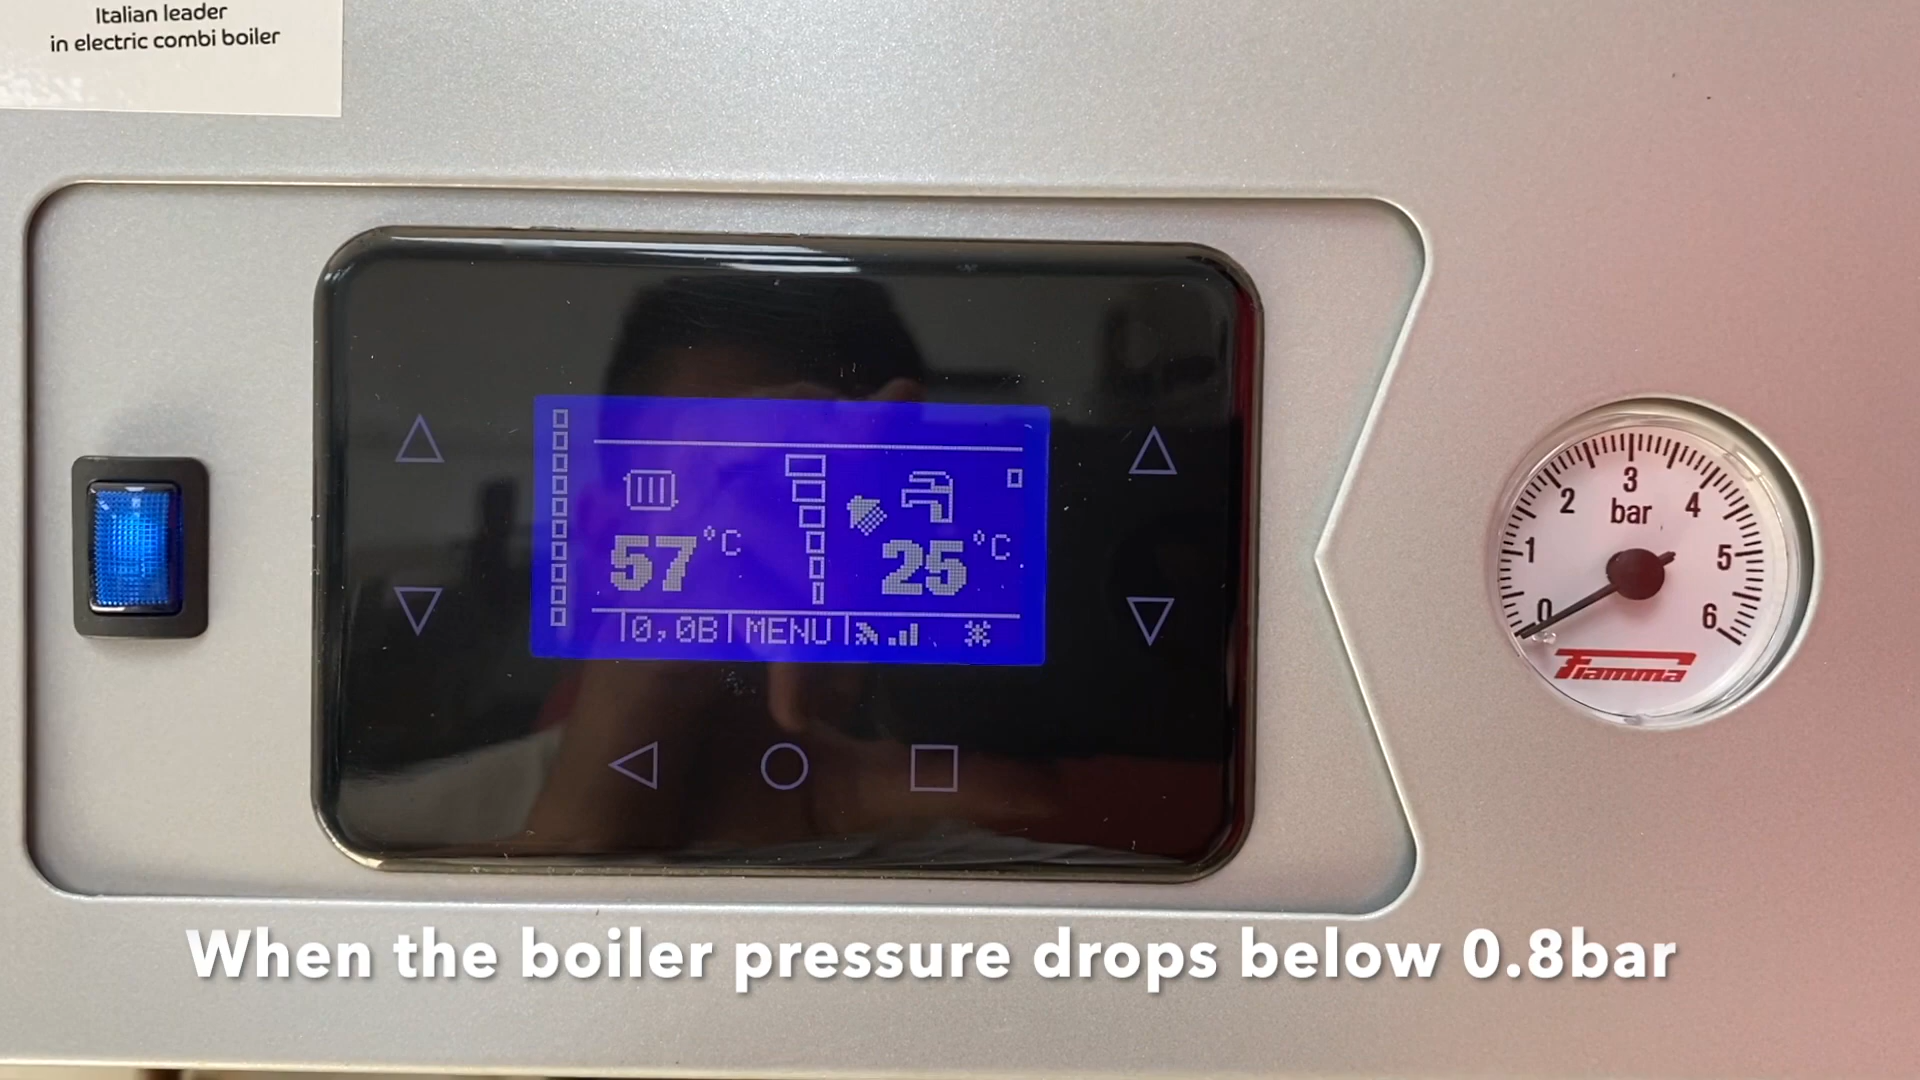 Italian leader
in electric combi boiler
57°C
25°C
0,0B
MENU
0
1
2
3
4
5
6
bar
Fiamma
When the boiler pressure drops below 0.8bar